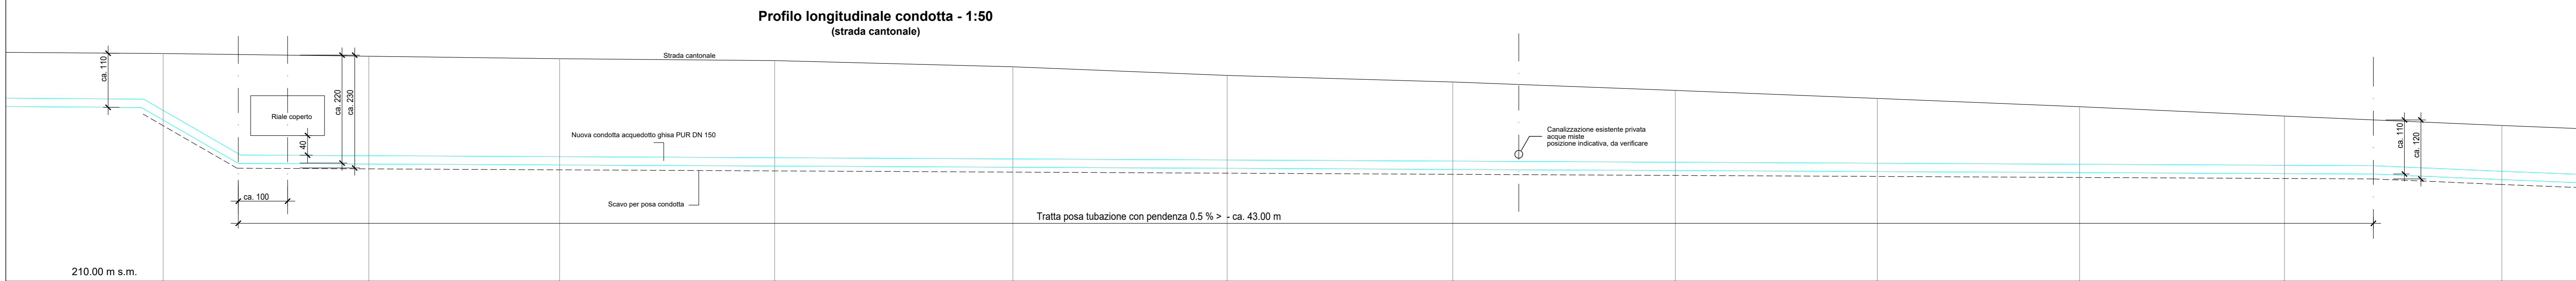 Profilo longitudinale condotta - 1:50
(strada cantonale)
Strada cantonale
ca. 110
Riale coperto
ca. 220
ca. 230
40
ca. 100
Nuova condotta acquedotto ghisa PUR DN 150
Scavo per posa condotta
Canalizzazione esistente privata
acque miste
posizione indicativa, da verificare
ca. 110
ca. 120
Tratta posa tubazione con pendenza 0.5 % > - ca. 43.00 m
210.00 m s.m.